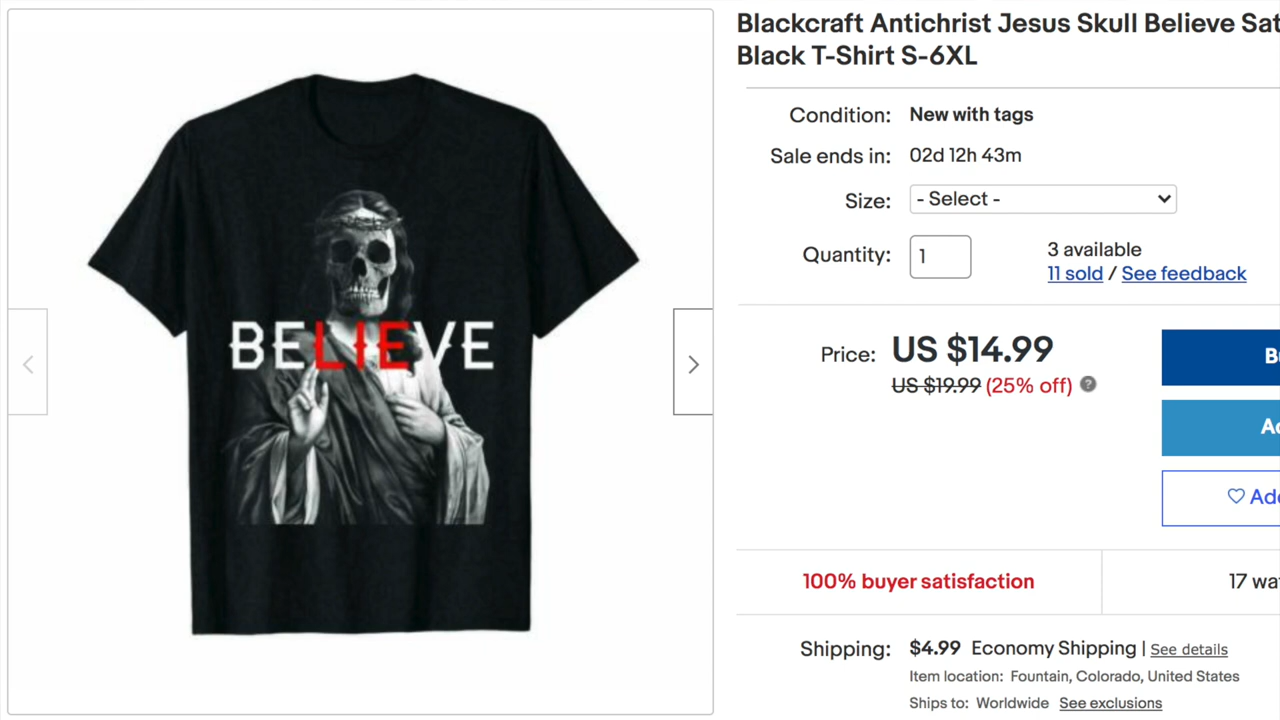 Blackcraft Antichrist Jesus Skull Believe
Black T-Shirt S-6XL
Condition: New with tags
Sale ends in: 02d 12h 43m
Size: - Select -
Quantity: 1
3 available
11 sold / See feedback
BELIEVE
Price: US $14.99
US $19.99 (25% off) ?
100% buyer satisfaction
17
Shipping: $4.99 Economy Shipping | See details
Item location: Fountain, Colorado, United States
Ships to: Worldwide See exclusions